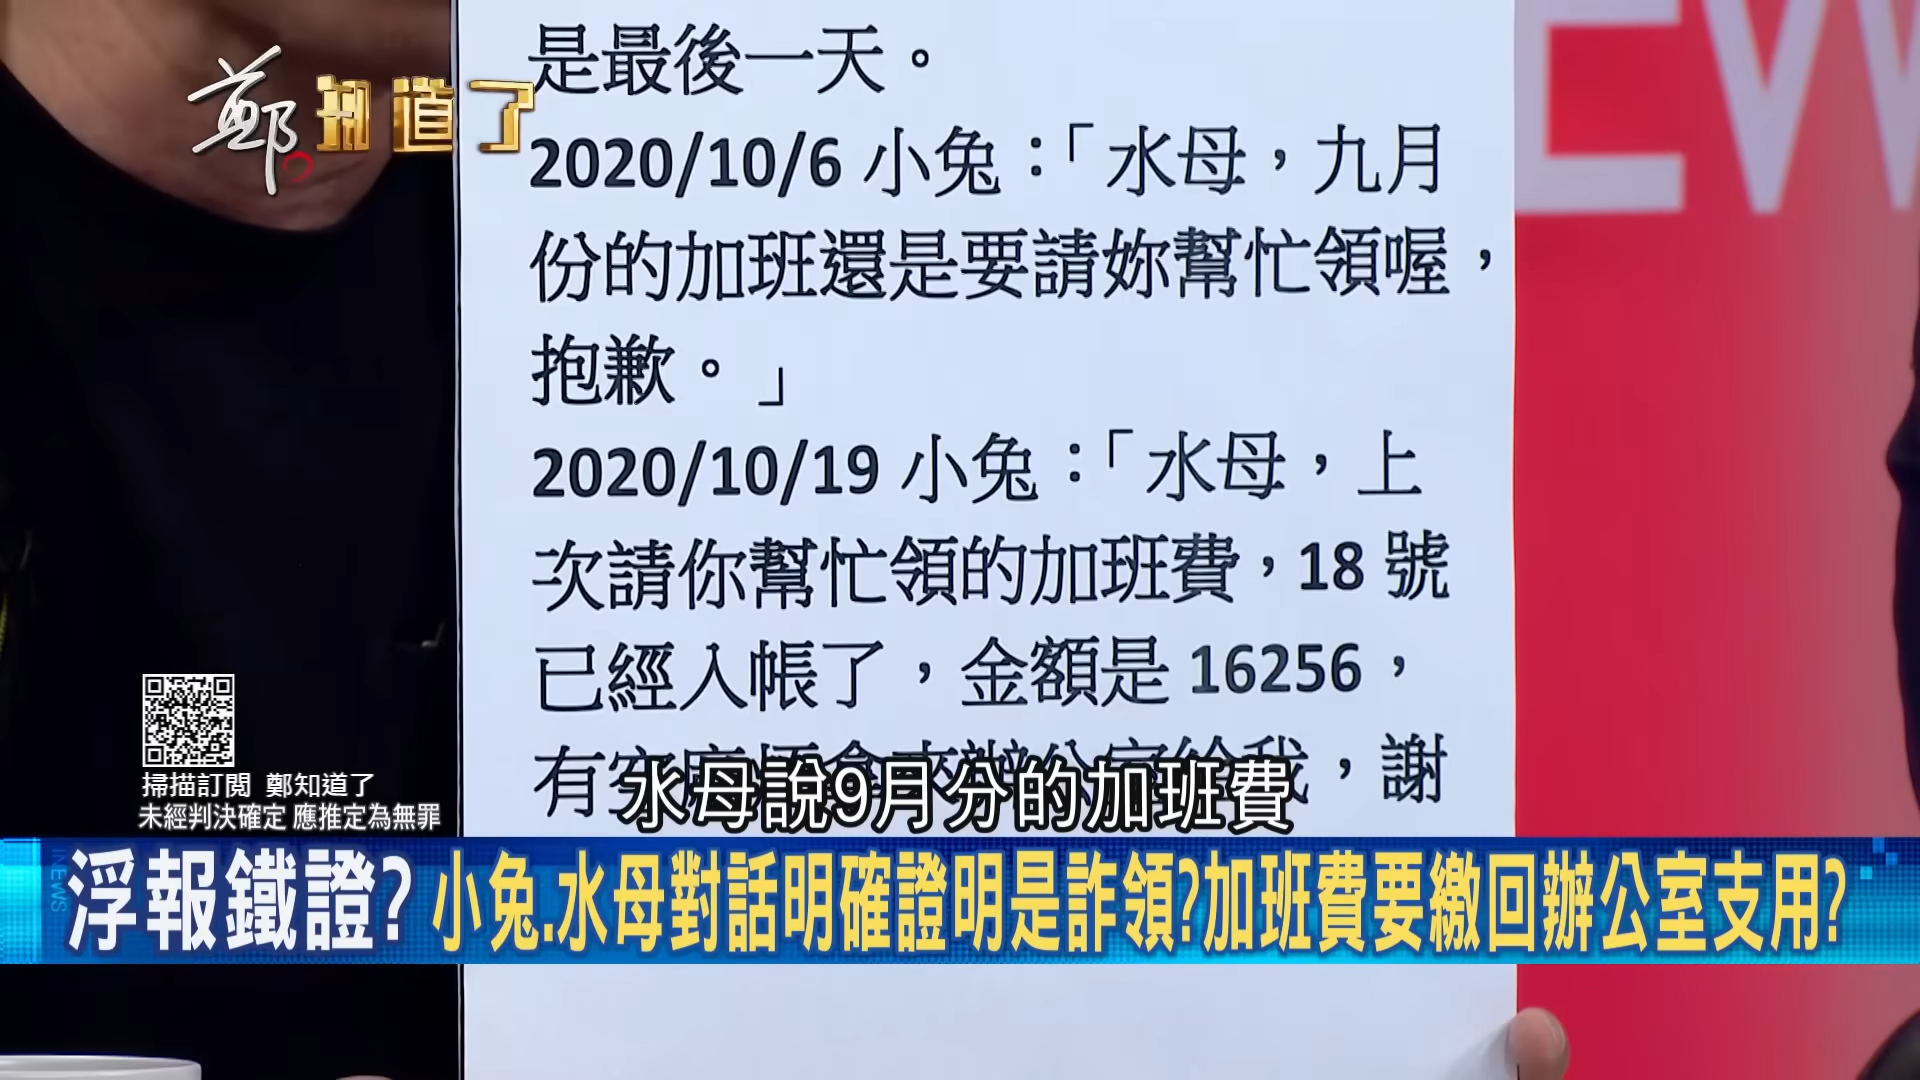 鄭知道了
是最後一天。
2020/10/6 小兔：「水母，九月
份的加班還是要請妳幫忙領喔，
抱歉。」
2020/10/19 小兔：「水母，上
次請你幫忙領的加班費，18 號
已經入帳了，金額是 16256，
，謝
水母說9月分的加班費
掃描訂閱 鄭知道了
未經判決確定 應推定為無罪
INEWS
浮報鐵證? 小兔.水母對話明確證明是詐領?加班費要繳回辦公室支用?